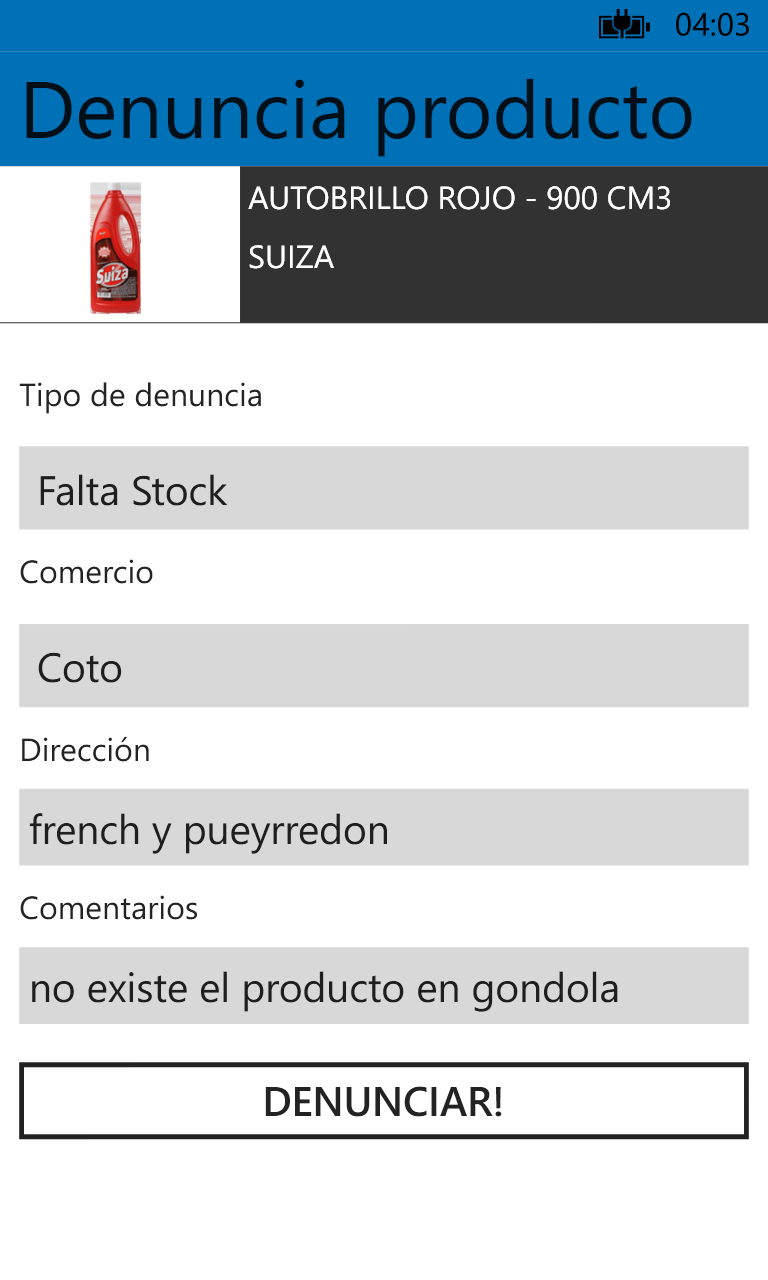 04:03
Denuncia producto
AUTOBRILLO ROJO - 900 CM3
SUIZA
Suiza
Tipo de denuncia
Falta Stock
Comercio
Coto
Dirección
french y pueyrredon
Comentarios
no existe el producto en gondola
DENUNCIAR!